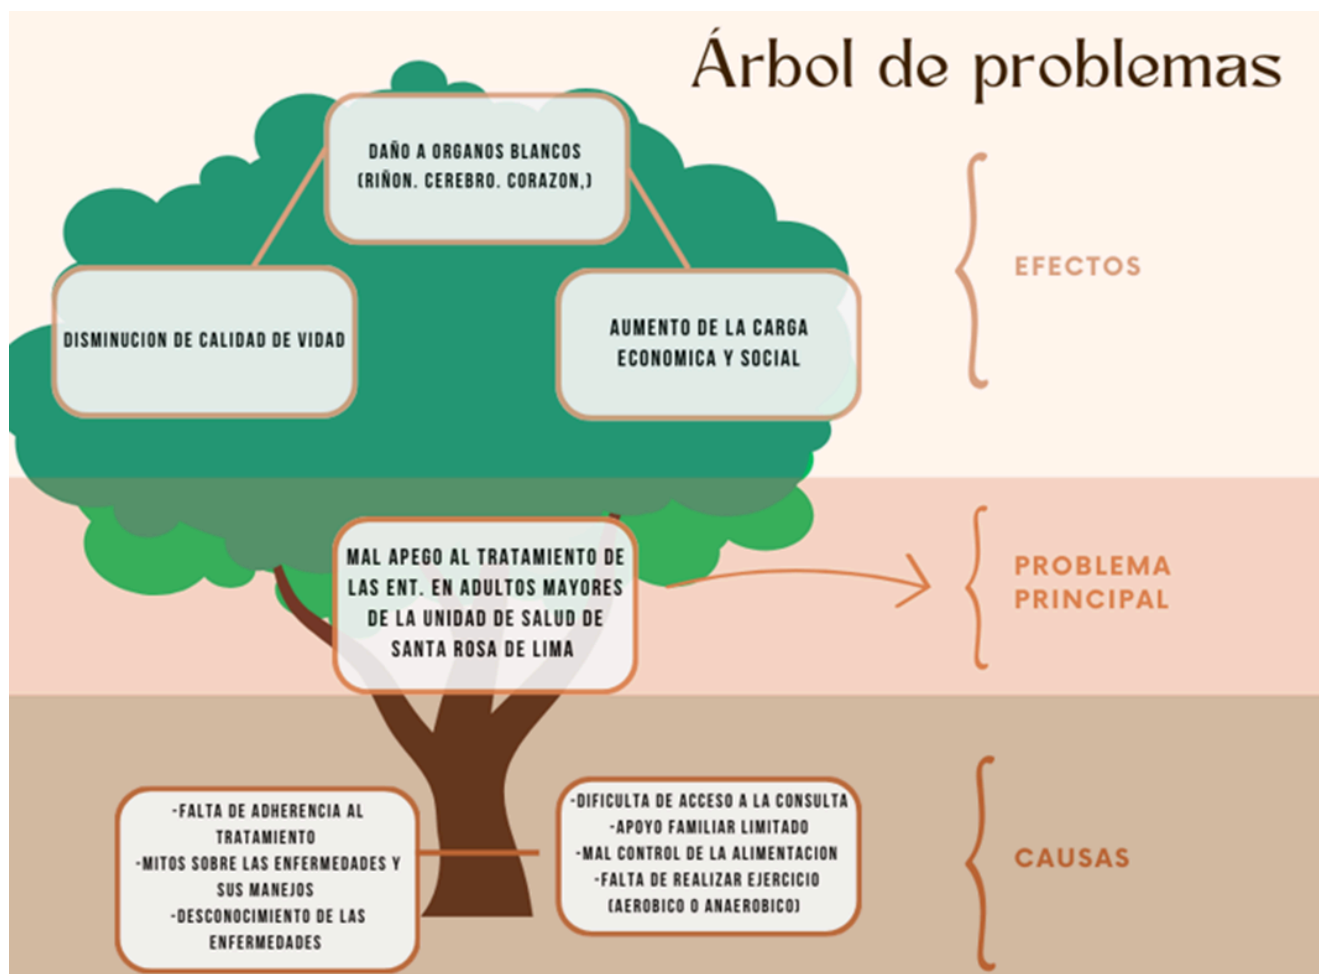 Árbol de problemas
DAÑO A ORGANOS BLANCOS
(RIÑON. CEREBRO. CORAZON,)
DISMINUCION DE CALIDAD DE VIDAD
AUMENTO DE LA CARGA
ECONOMICA Y SOCIAL
EFECTOS
MAL APEGO AL TRATAMIENTO DE
LAS ENT. EN ADULTOS MAYORES
DE LA UNIDAD DE SALUD DE
SANTA ROSA DE LIMA
PROBLEMA
PRINCIPAL
-FALTA DE ADHERENCIA AL
TRATAMIENTO
-MITOS SOBRE LAS ENFERMEDADES Y
SUS MANEJOS
-DESCONOCIMIENTO DE LAS
ENFERMEDADES
-DIFICULTA DE ACCESO A LA CONSULTA
-APOYO FAMILIAR LIMITADO
-MAL CONTROL DE LA ALIMENTACION
-FALTA DE REALIZAR EJERCICIO
(AEROBICO O ANAEROBICO)
CAUSAS